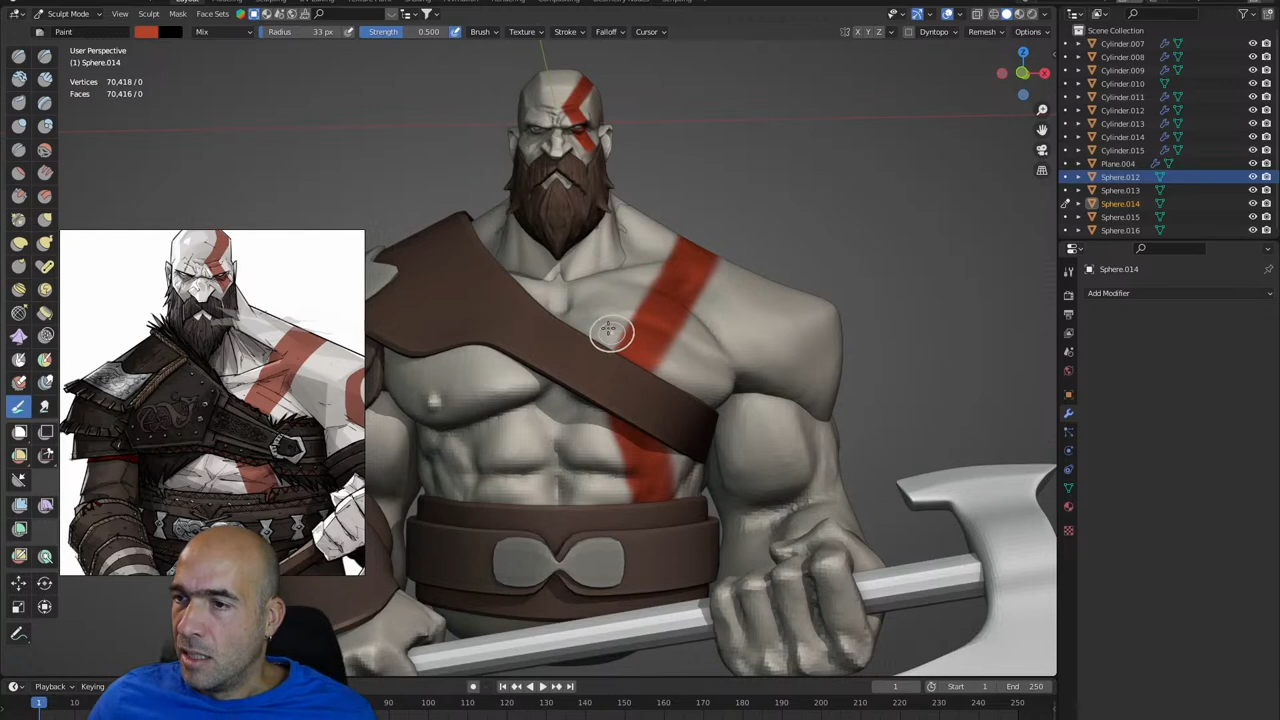 Layout
Sculpt Mode View Sculpt Mask Face Sets
Paint Mix Radius 33 px Strength 0.500 Brush Texture Stroke Falloff Cursor X Y Z Dyntopo Remesh Options
User Perspective
(1) Sphere.014
Vertices 70,418 / 0
Faces 70,416 / 0
X
Z
Scene Collection
Cylinder.007
Cylinder.008
Cylinder.009
Cylinder.010
Cylinder.011
Cylinder.012
Cylinder.013
Cylinder.014
Cylinder.015
Plane.004
Sphere.012
Sphere.013
Sphere.014
Sphere.015
Sphere.016
Sphere.014
Add Modifier
Playback Keying 1 Start 1 End 250
1 10 80 90 100 110 120 130 140 150 160 170 180 190 200 210 220 230 240 250